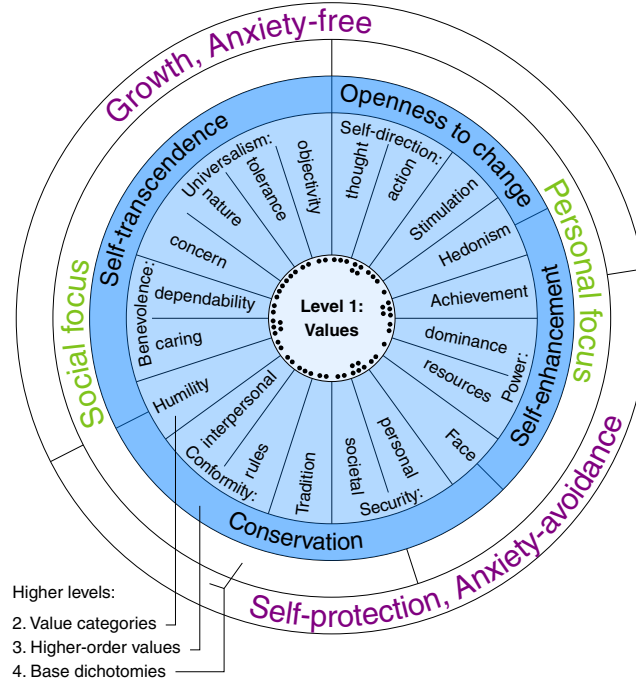 Growth, Anxiety-free
Openness to change
Self-transcendence
Personal focus
Social focus
Self-enhancement
Conservation
Self-protection, Anxiety-avoidance
Self-direction:
thought
action
Stimulation
Hedonism
Achievement
Power:
dominance
resources
Face
Security:
personal
societal
Tradition
Conformity:
rules
interpersonal
Humility
Benevolence:
caring
dependability
Universalism:
concern
nature
tolerance
objectivity
Level 1:
Values
Higher levels:
2. Value categories
3. Higher-order values
4. Base dichotomies